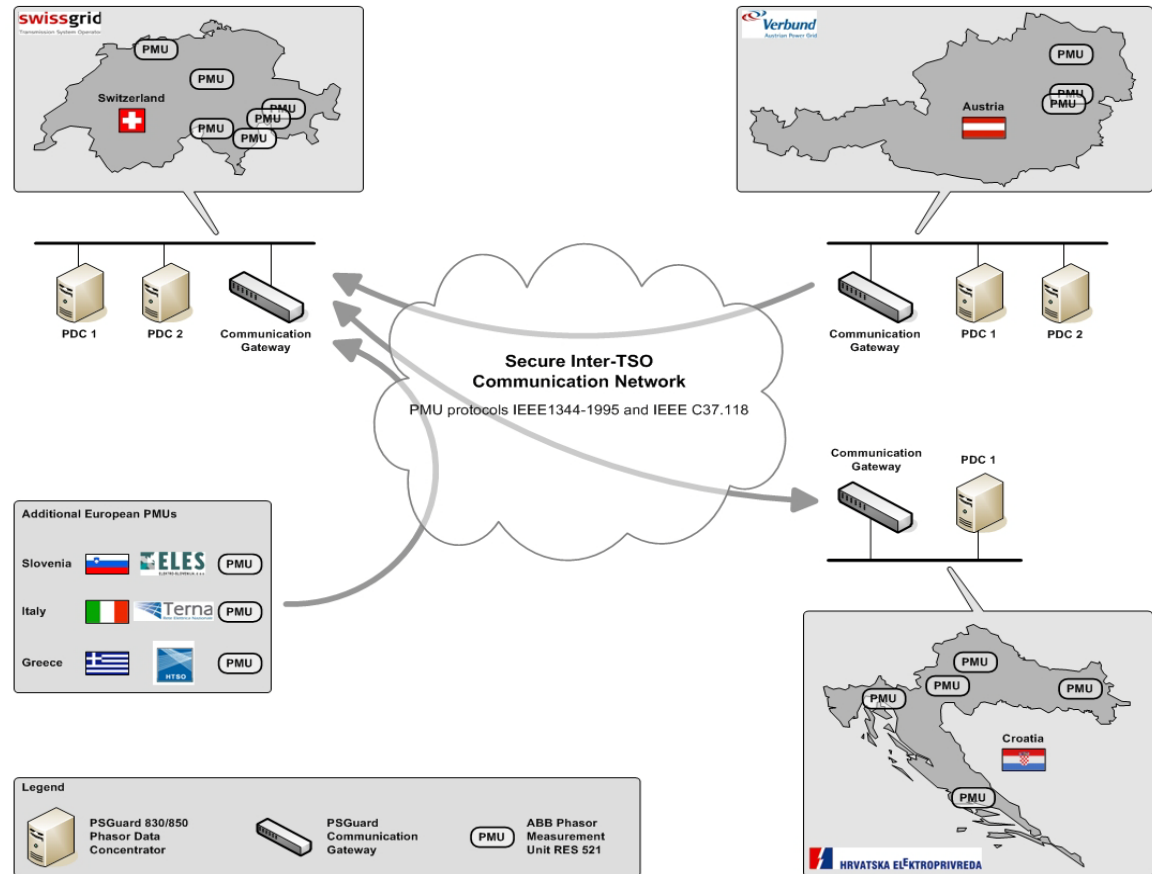 swissgrid
Transmission System Operator
PMU
PMU
Switzerland
PMU
PMU
PMU
PMU
Verbund
Austrian Power Grid
PMU
PMU
PMU
Austria
PDC 1
PDC 2
Communication
Gateway
Communication
Gateway
PDC 1
PDC 2
Secure Inter-TSO
Communication Network
PMU protocols IEEE1344-1995 and IEEE C37.118
Communication
Gateway
PDC 1
Additional European PMUs
Slovenia
ELES
PMU
Italy
Terna
PMU
Greece
HTSO
PMU
PMU
PMU
PMU
PMU
Croatia
PMU
HRVATSKA ELEKTROPRIVREDA
Legend
PSGuard 830/850
Phasor Data
Concentrator
PSGuard
Communication
Gateway
PMU
ABB Phasor
Measurement
Unit RES 521